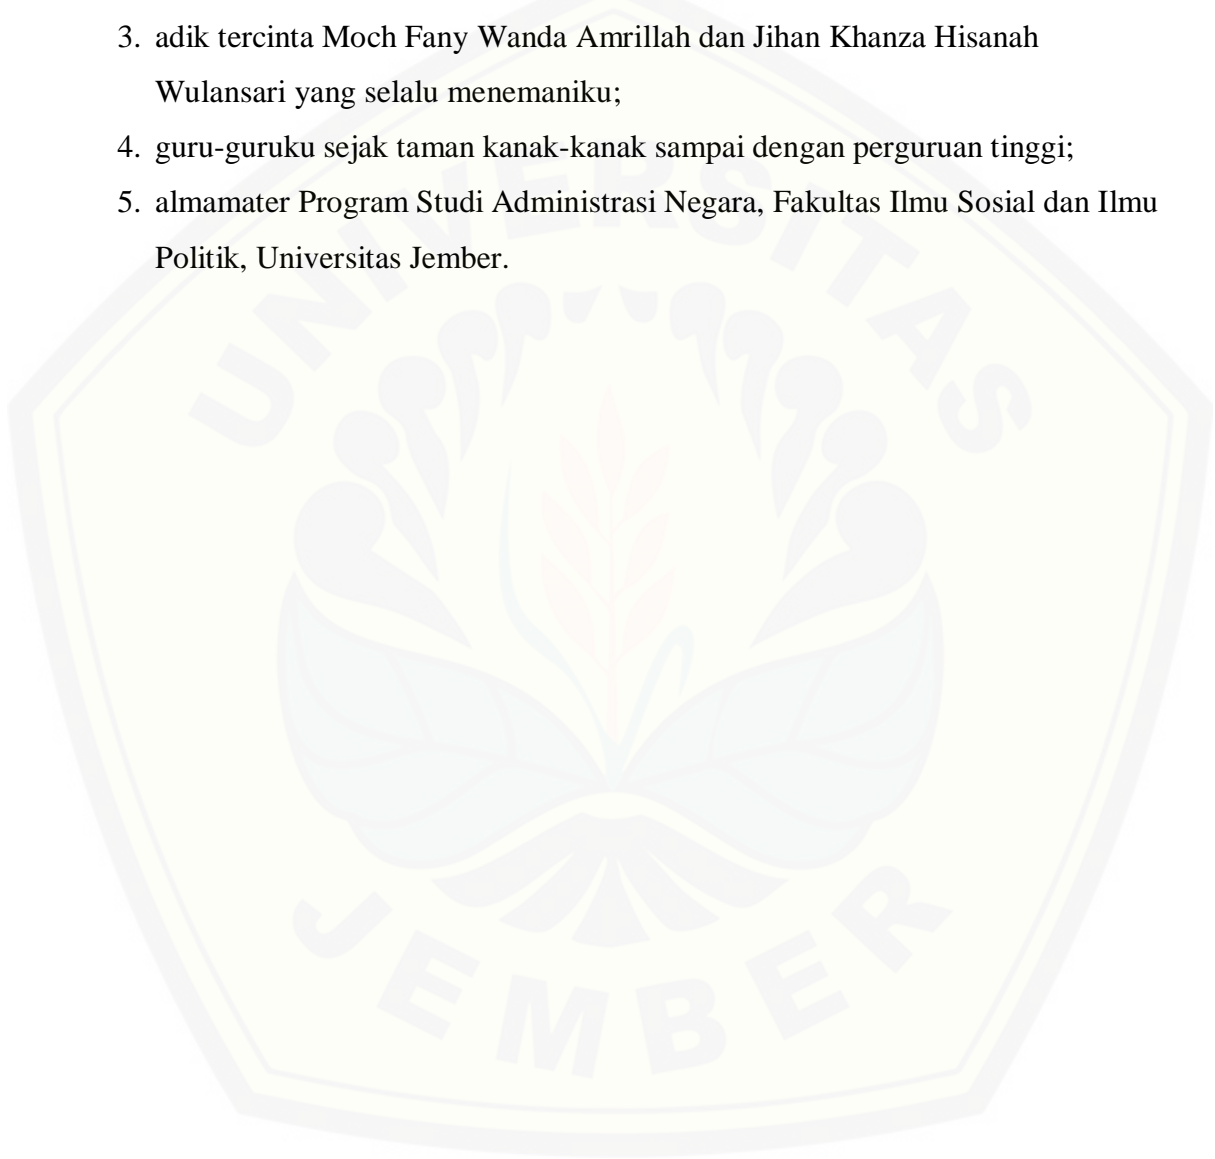 3. adik tercinta Moch Fany Wanda Amrillah dan Jihan Khanza Hisanah
Wulansari yang selalu menemaniku;
4. guru-guruku sejak taman kanak-kanak sampai dengan perguruan tinggi;
5. almamater Program Studi Administrasi Negara, Fakultas Ilmu Sosial dan Ilmu
Politik, Universitas Jember.
UNIVERSITAS
JEMBER